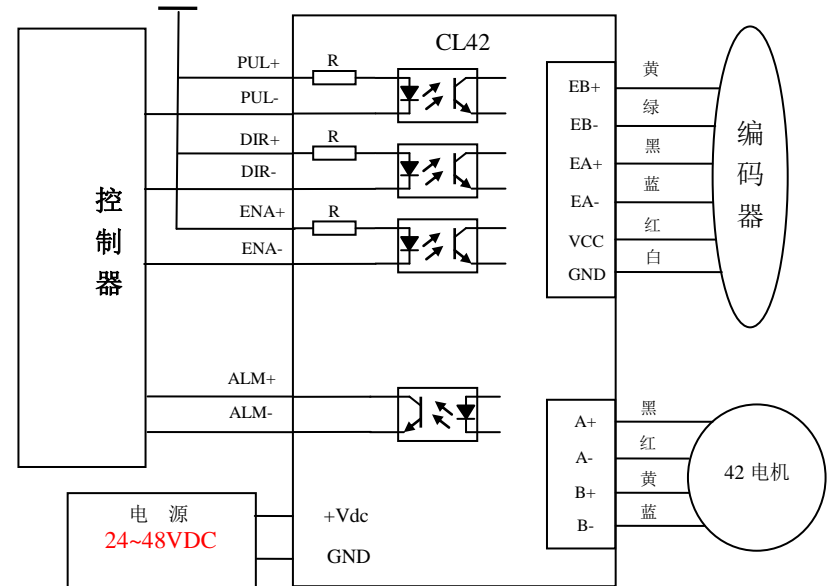 CL42
PUL+
R
PUL-
DIR+
R
DIR-
ENA+
R
ENA-
控制器
ALM+
ALM-
电 源
24~48VDC
+Vdc
GND
EB+
黄
EB-
绿
EA+
黑
EA-
蓝
VCC
红
GND
白
编码器
A+
黑
A-
红
B+
黄
B-
蓝
42 电机